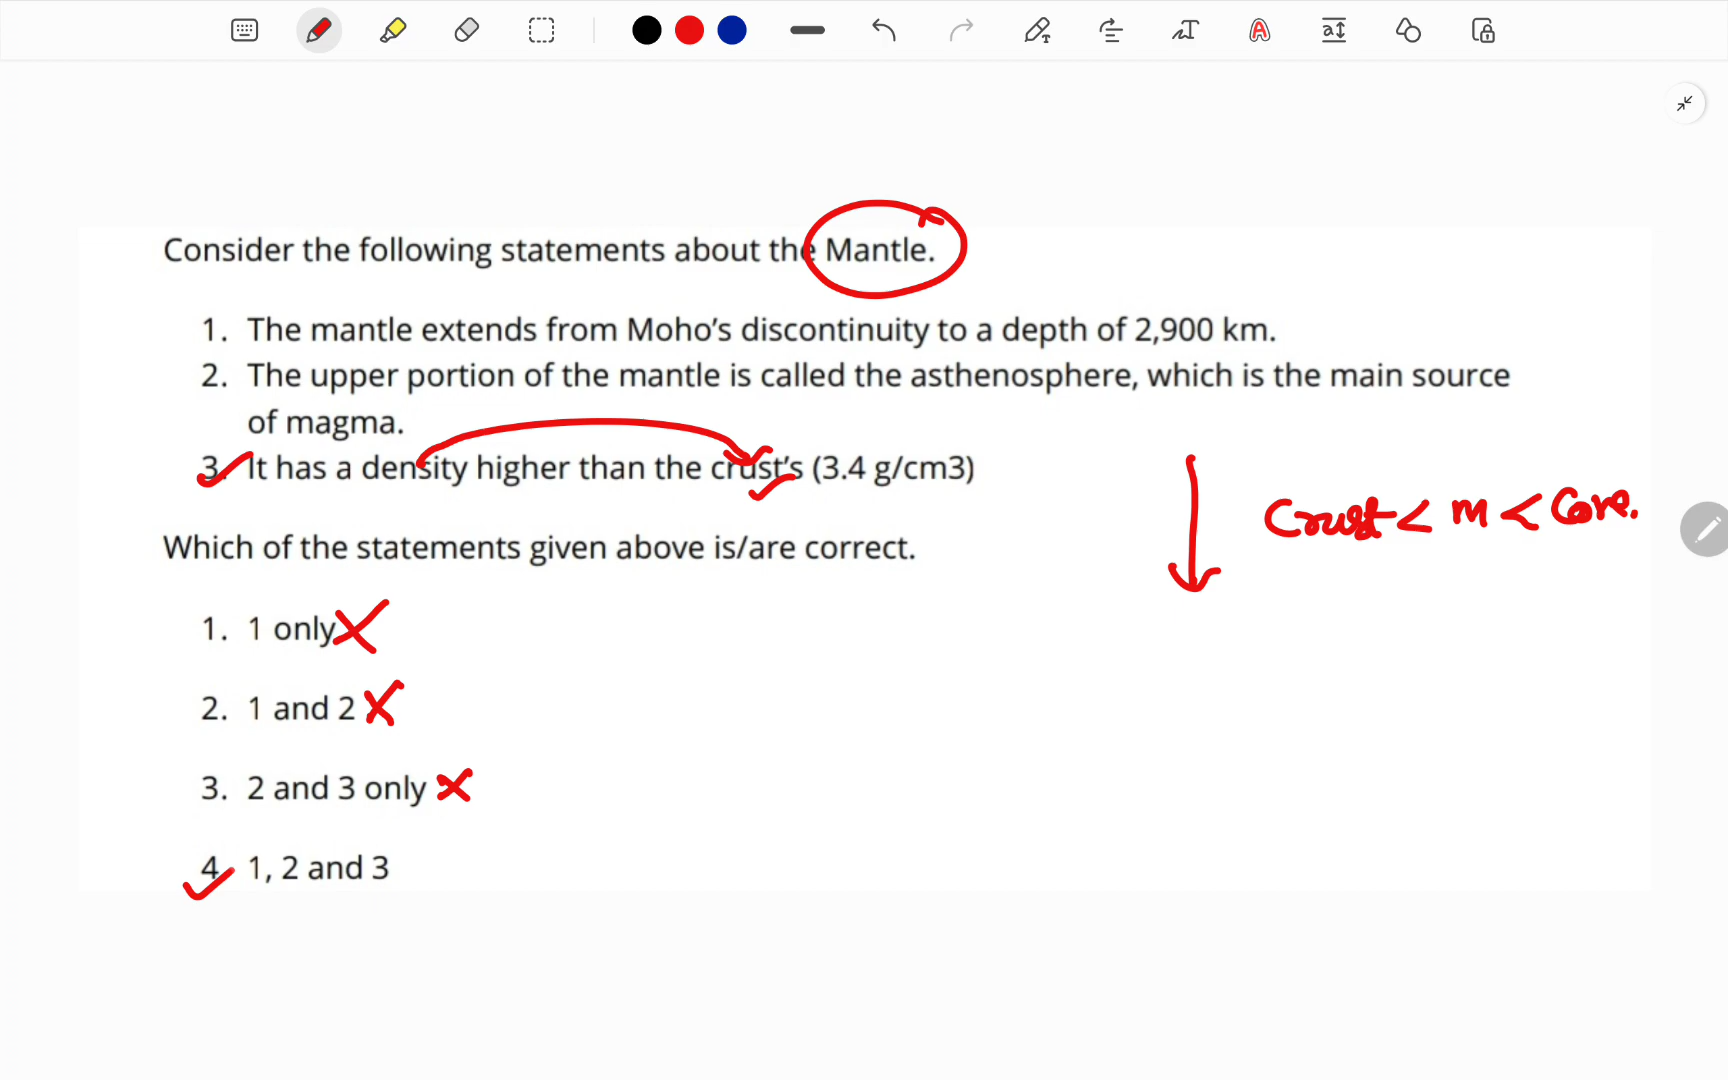 Consider the following statements about the Mantle.
1. The mantle extends from Moho’s discontinuity to a depth of 2,900 km.
2. The upper portion of the mantle is called the asthenosphere, which is the main source
of magma.
3. It has a density higher than the crust’s (3.4 g/cm3)
Crust < m < Core.
Which of the statements given above is/are correct.
1. 1 only
2. 1 and 2
3. 2 and 3 only
4. 1, 2 and 3